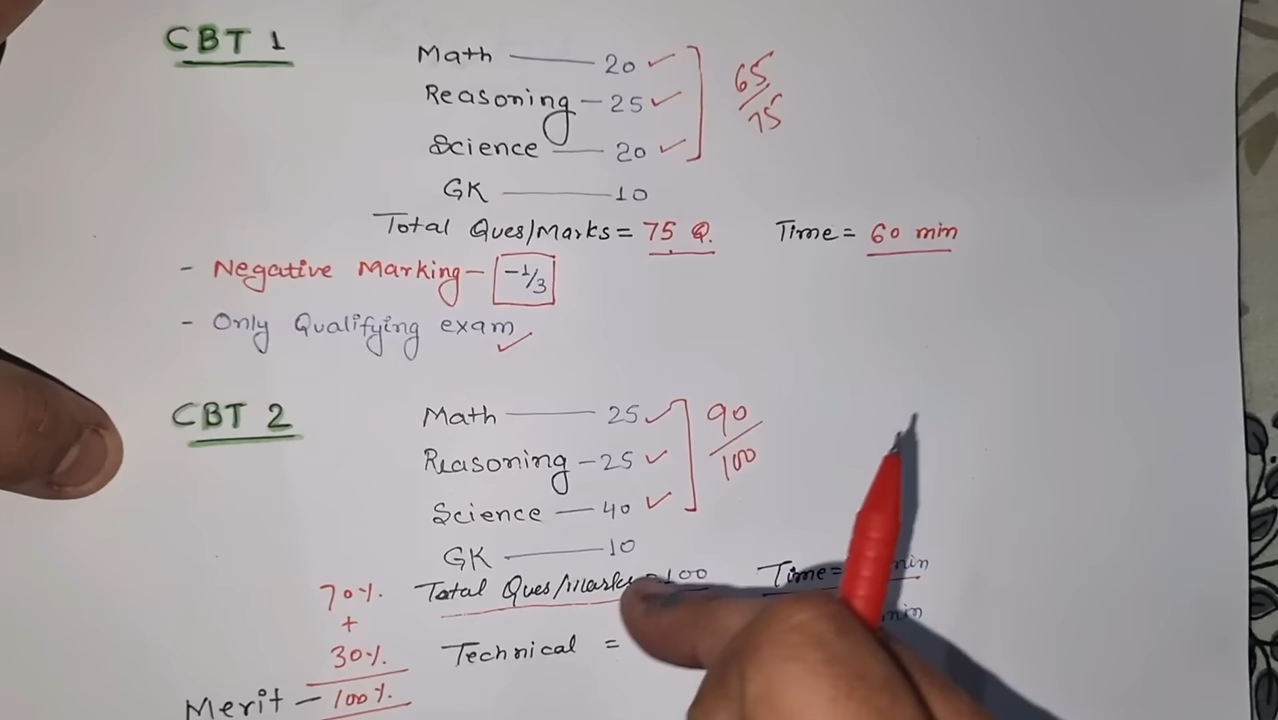 CBT 1
Math — 20 ✓
Reasoning — 25 ✓
Science — 20 ✓
65/75
GK — 10
Total Ques/Marks = 75 Q. Time = 60 min
- Negative Marking - -1/3
- Only Qualifying exam ✓
CBT 2
Math — 25 ✓
Reasoning — 25 ✓
Science — 40 ✓
90/100
GK — 10
Total Ques/Marks = 100 Time =
70%
+
30%
Technical =
Merit — 100%